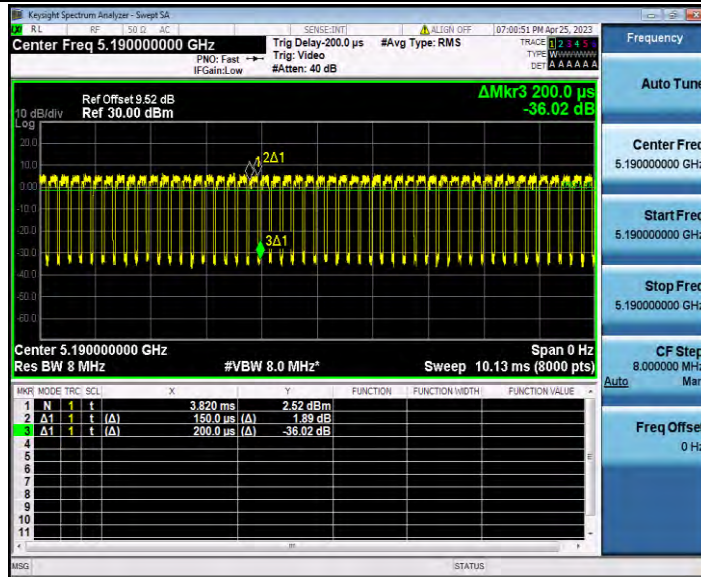 Keysight Spectrum Analyzer - Swept SA
RL RF 50 Ω AC SENSE:INT ALIGN OFF 07:00:51 PM Apr 25, 2023
Center Freq 5.190000000 GHz
PNO: Fast
IFGain:Low
Trig Delay-200.0 µs
Trig: Video
#Atten: 40 dB
#Avg Type: RMS
TRACE 1 2 3 4 5 6
TYPE WWWWWW
DET A A A A A A
Frequency
Auto Tune
Center Freq
5.190000000 GHz
Start Freq
5.190000000 GHz
Stop Freq
5.190000000 GHz
CF Step
8.000000 MHz
Auto Man
Freq Offset
0 Hz
ΔMkr3 200.0 µs
-36.02 dB
Ref Offset 9.52 dB
10 dB/div Ref 30.00 dBm
Log
20.0
10.0
0.00
-10.0
-20.0
-30.0
-40.0
-50.0
-60.0
1 2Δ1
3Δ1
Center 5.190000000 GHz Span 0 Hz
Res BW 8 MHz #VBW 8.0 MHz* Sweep 10.13 ms (8000 pts)
MKR MODE TRC SCL X Y FUNCTION FUNCTION WIDTH FUNCTION VALUE
1 N 1 t 3.820 ms 2.52 dBm
2 Δ1 1 t (Δ) 150.0 µs (Δ) 1.89 dB
3 Δ1 1 t (Δ) 200.0 µs (Δ) -36.02 dB
4
5
6
7
8
9
10
11
MSG STATUS